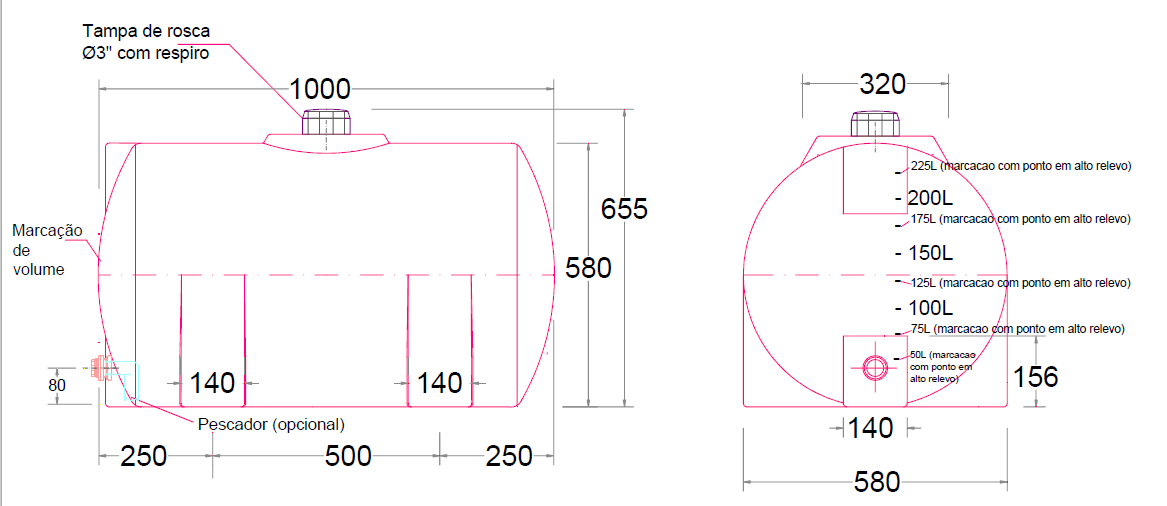 Tampa de rosca
Ø3" com respiro
1000
320
655
580
Marcação
de
volume
225L (marcacao com ponto em alto relevo)
200L
175L (marcacao com ponto em alto relevo)
150L
125L (marcacao com ponto em alto relevo)
100L
75L (marcacao com ponto em alto relevo)
50L (marcacao
com ponto em
alto relevo)
80
140
140
156
Pescador (opcional)
140
250
500
250
580